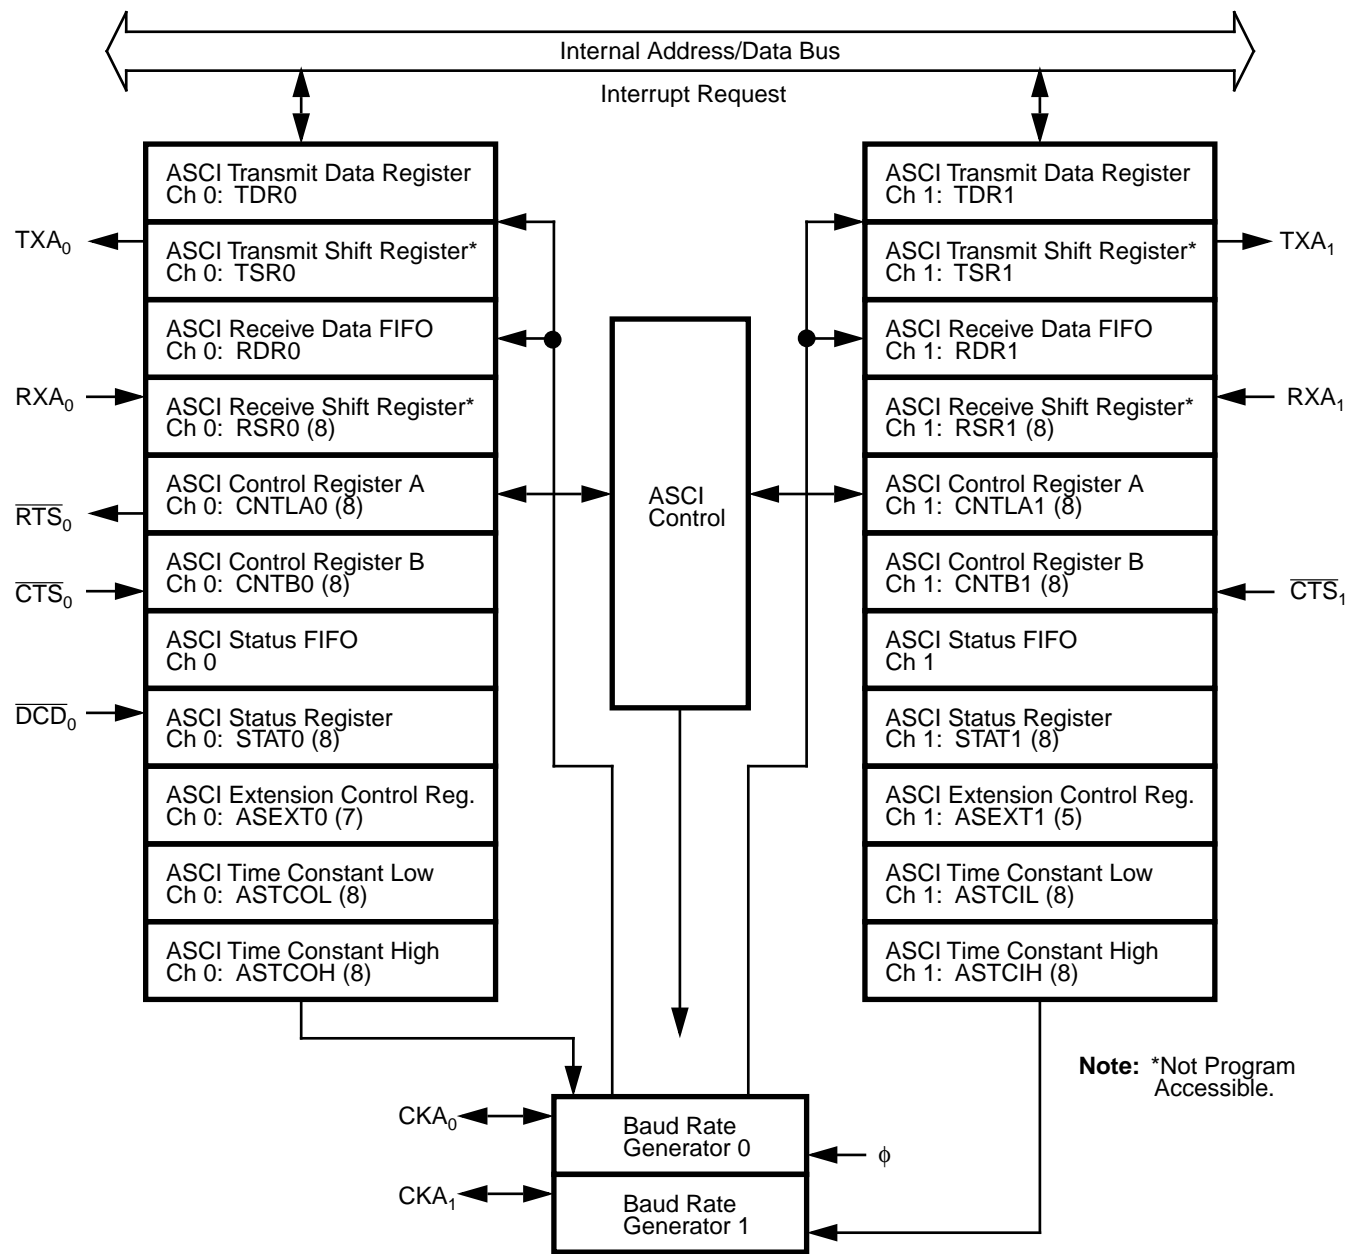 Internal Address/Data Bus
Interrupt Request
ASCI Transmit Data Register
Ch 0: TDR0
ASCI Transmit Shift Register*
Ch 0: TSR0
ASCI Receive Data FIFO
Ch 0: RDR0
ASCI Receive Shift Register*
Ch 0: RSR0 (8)
ASCI Control Register A
Ch 0: CNTLA0 (8)
ASCI Control Register B
Ch 0: CNTB0 (8)
ASCI Status FIFO
Ch 0
ASCI Status Register
Ch 0: STAT0 (8)
ASCI Extension Control Reg.
Ch 0: ASEXT0 (7)
ASCI Time Constant Low
Ch 0: ASTCOL (8)
ASCI Time Constant High
Ch 0: ASTCOH (8)
TXA0
RXA0
RTS0
CTS0
DCD0
ASCI
Control
ASCI Transmit Data Register
Ch 1: TDR1
ASCI Transmit Shift Register*
Ch 1: TSR1
ASCI Receive Data FIFO
Ch 1: RDR1
ASCI Receive Shift Register*
Ch 1: RSR1 (8)
ASCI Control Register A
Ch 1: CNTLA1 (8)
ASCI Control Register B
Ch 1: CNTB1 (8)
ASCI Status FIFO
Ch 1
ASCI Status Register
Ch 1: STAT1 (8)
ASCI Extension Control Reg.
Ch 1: ASEXT1 (5)
ASCI Time Constant Low
Ch 1: ASTCIL (8)
ASCI Time Constant High
Ch 1: ASTCIH (8)
TXA1
RXA1
CTS1
Note: *Not Program
Accessible.
CKA0
Baud Rate
Generator 0
ϕ
CKA1
Baud Rate
Generator 1